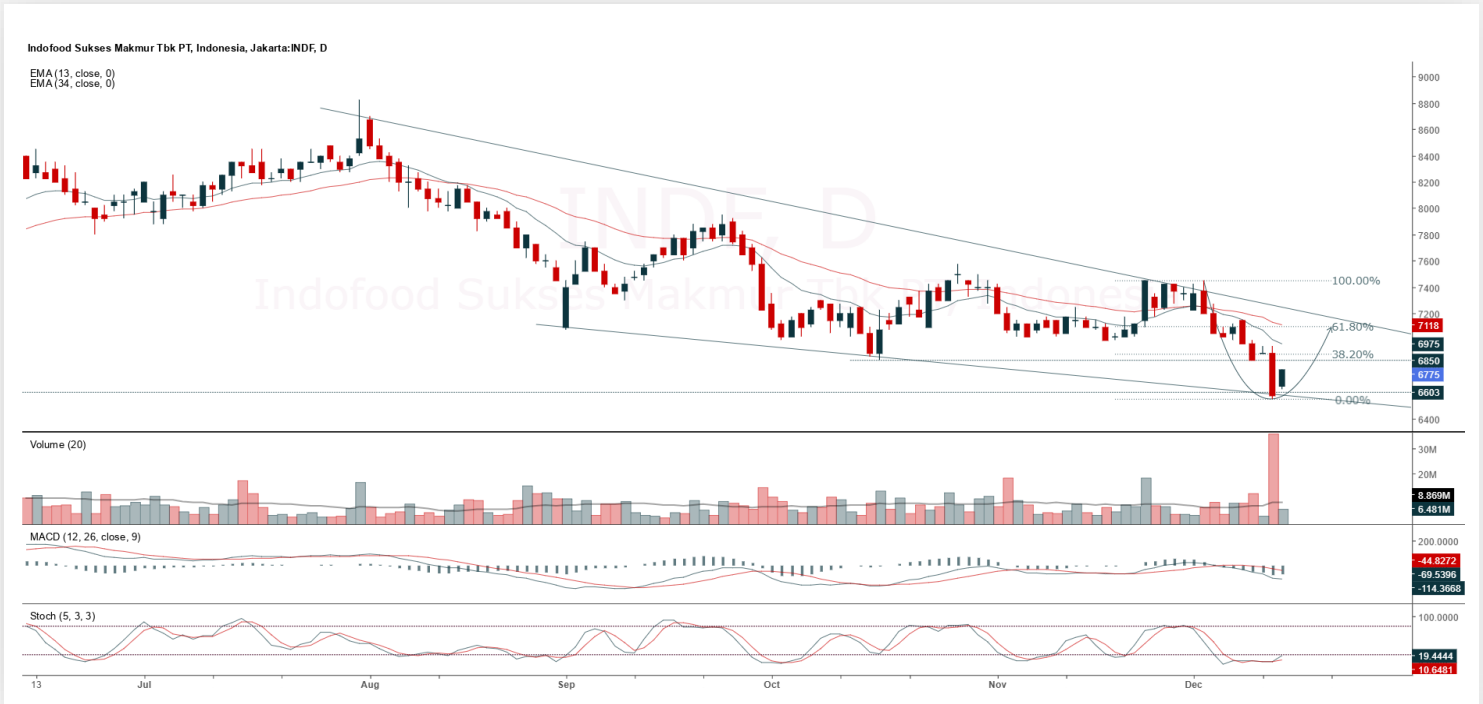 Indofood Sukses Makmur Tbk PT, Indonesia, Jakarta:INDF, D
EMA (13, close, 0)
EMA (34, close, 0)
INDF, D
Indofood Sukses Makmur Tbk PT, Indones
9000
8800
8600
8400
8200
8000
7800
7600
7400
7200
7118
6975
6850
6775
6603
6400
100.00%
61.80%
38.20%
0.00%
Volume (20)
30M
20M
8.869M
6.481M
MACD (12, 26, close, 9)
200.0000
-44.8272
-69.5396
-114.3668
Stoch (5, 3, 3)
100.0000
19.4444
10.6481
13 Jul Aug Sep Oct Nov Dec